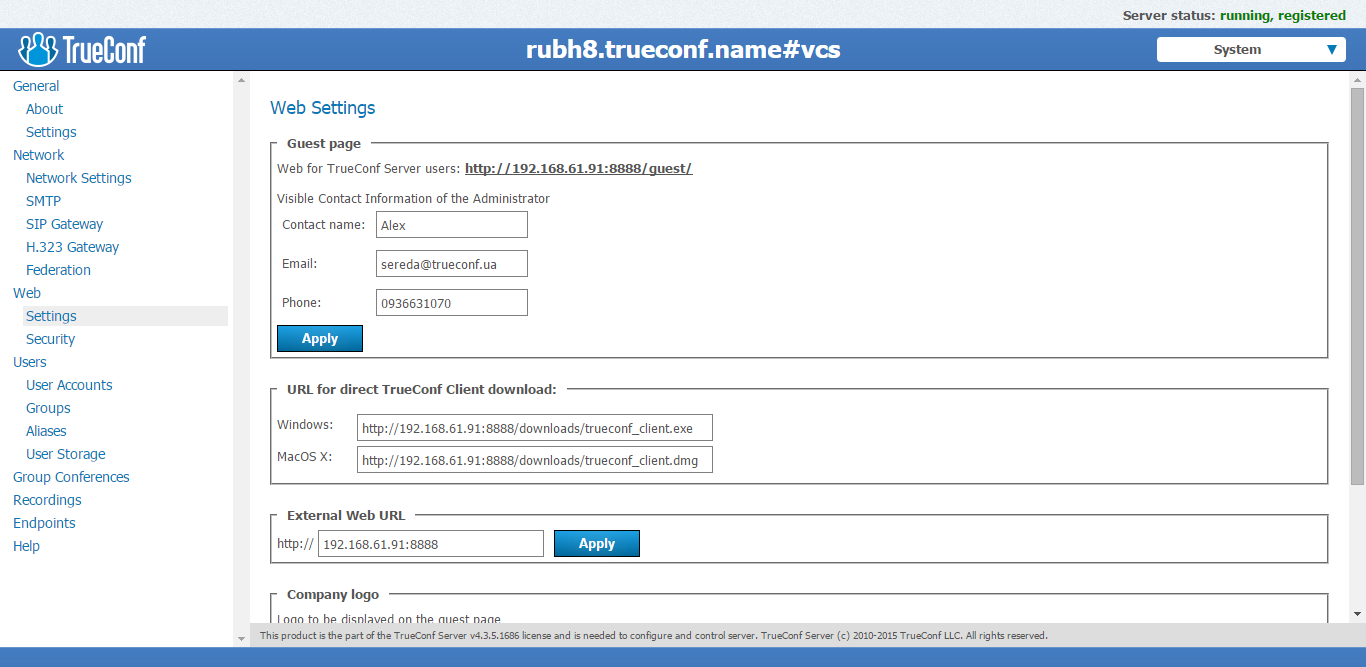 Server status: running, registered
TrueConf
rubh8.trueconf.name#vcs
System
General
About
Settings
Network
Network Settings
SMTP
SIP Gateway
H.323 Gateway
Federation
Web
Settings
Security
Users
User Accounts
Groups
Aliases
User Storage
Group Conferences
Recordings
Endpoints
Help
Web Settings
Guest page
Web for TrueConf Server users: http://192.168.61.91:8888/guest/
Visible Contact Information of the Administrator
Contact name: Alex
Email: sereda@trueconf.ua
Phone: 0936631070
Apply
URL for direct TrueConf Client download:
Windows: http://192.168.61.91:8888/downloads/trueconf_client.exe
MacOS X: http://192.168.61.91:8888/downloads/trueconf_client.dmg
External Web URL
http:// 192.168.61.91:8888 Apply
Company logo
Logo to be displayed on the guest page
This product is the part of the TrueConf Server v4.3.5.1686 license and is needed to configure and control server. TrueConf Server (c) 2010-2015 TrueConf LLC. All rights reserved.